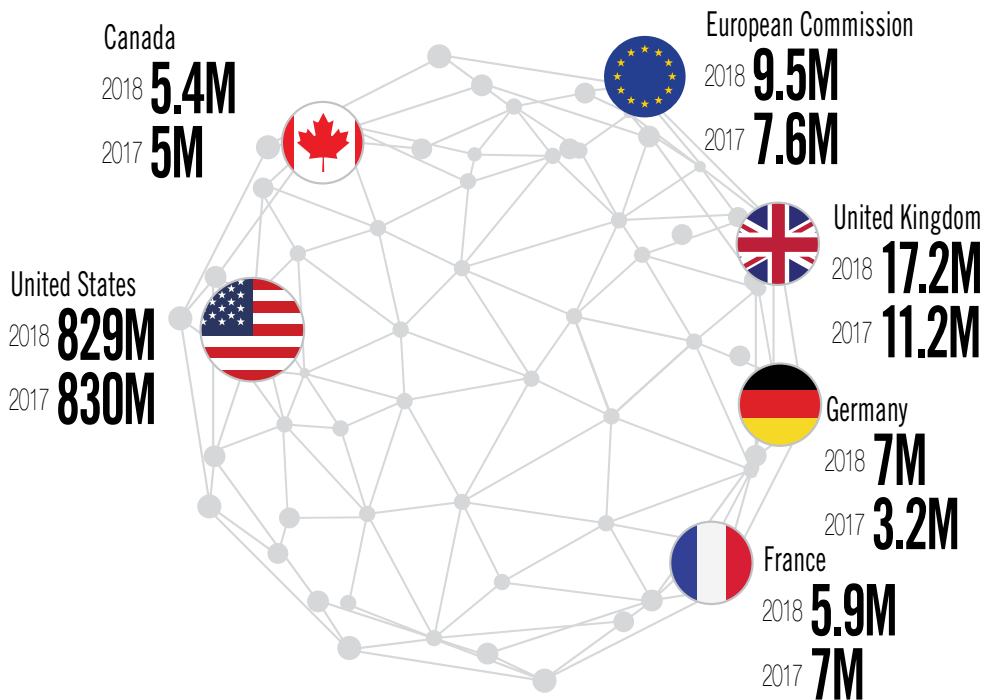 Canada
2018 5.4M
2017 5M
European Commission
2018 9.5M
2017 7.6M
United Kingdom
2018 17.2M
2017 11.2M
United States
2018 829M
2017 830M
Germany
2018 7M
2017 3.2M
France
2018 5.9M
2017 7M